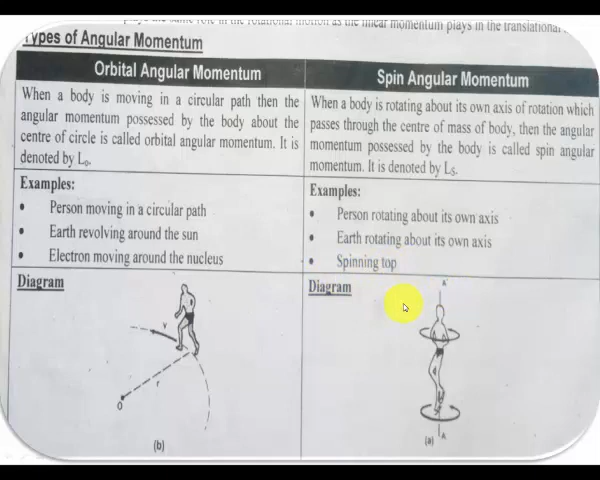 plays the same role in the rotational motion as the linear momentum plays in the translational
Types of Angular Momentum
Orbital Angular Momentum
When a body is moving in a circular path then the
angular momentum possessed by the body about the
centre of circle is called orbital angular momentum. It is
denoted by Lo.
Examples:
• Person moving in a circular path
• Earth revolving around the sun
• Electron moving around the nucleus
Diagram
v
r
O
(b)
Spin Angular Momentum
When a body is rotating about its own axis of rotation which
passes through the centre of mass of body, then the angular
momentum possessed by the body is called spin angular
momentum. It is denoted by Ls.
Examples:
• Person rotating about its own axis
• Earth rotating about its own axis
• Spinning top
Diagram
A'
A
(a)